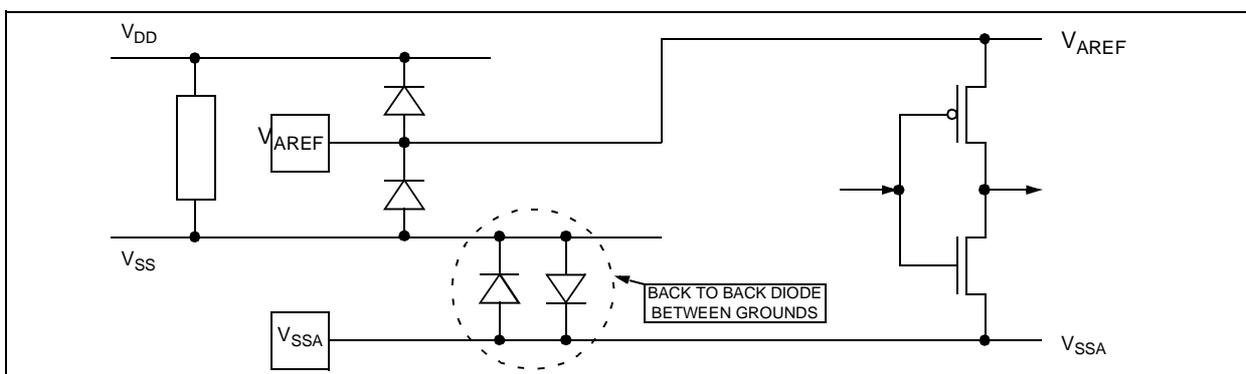 VDD
VAREF
VAREF
VSS
BACK TO BACK DIODE
BETWEEN GROUNDS
VSSA
VSSA